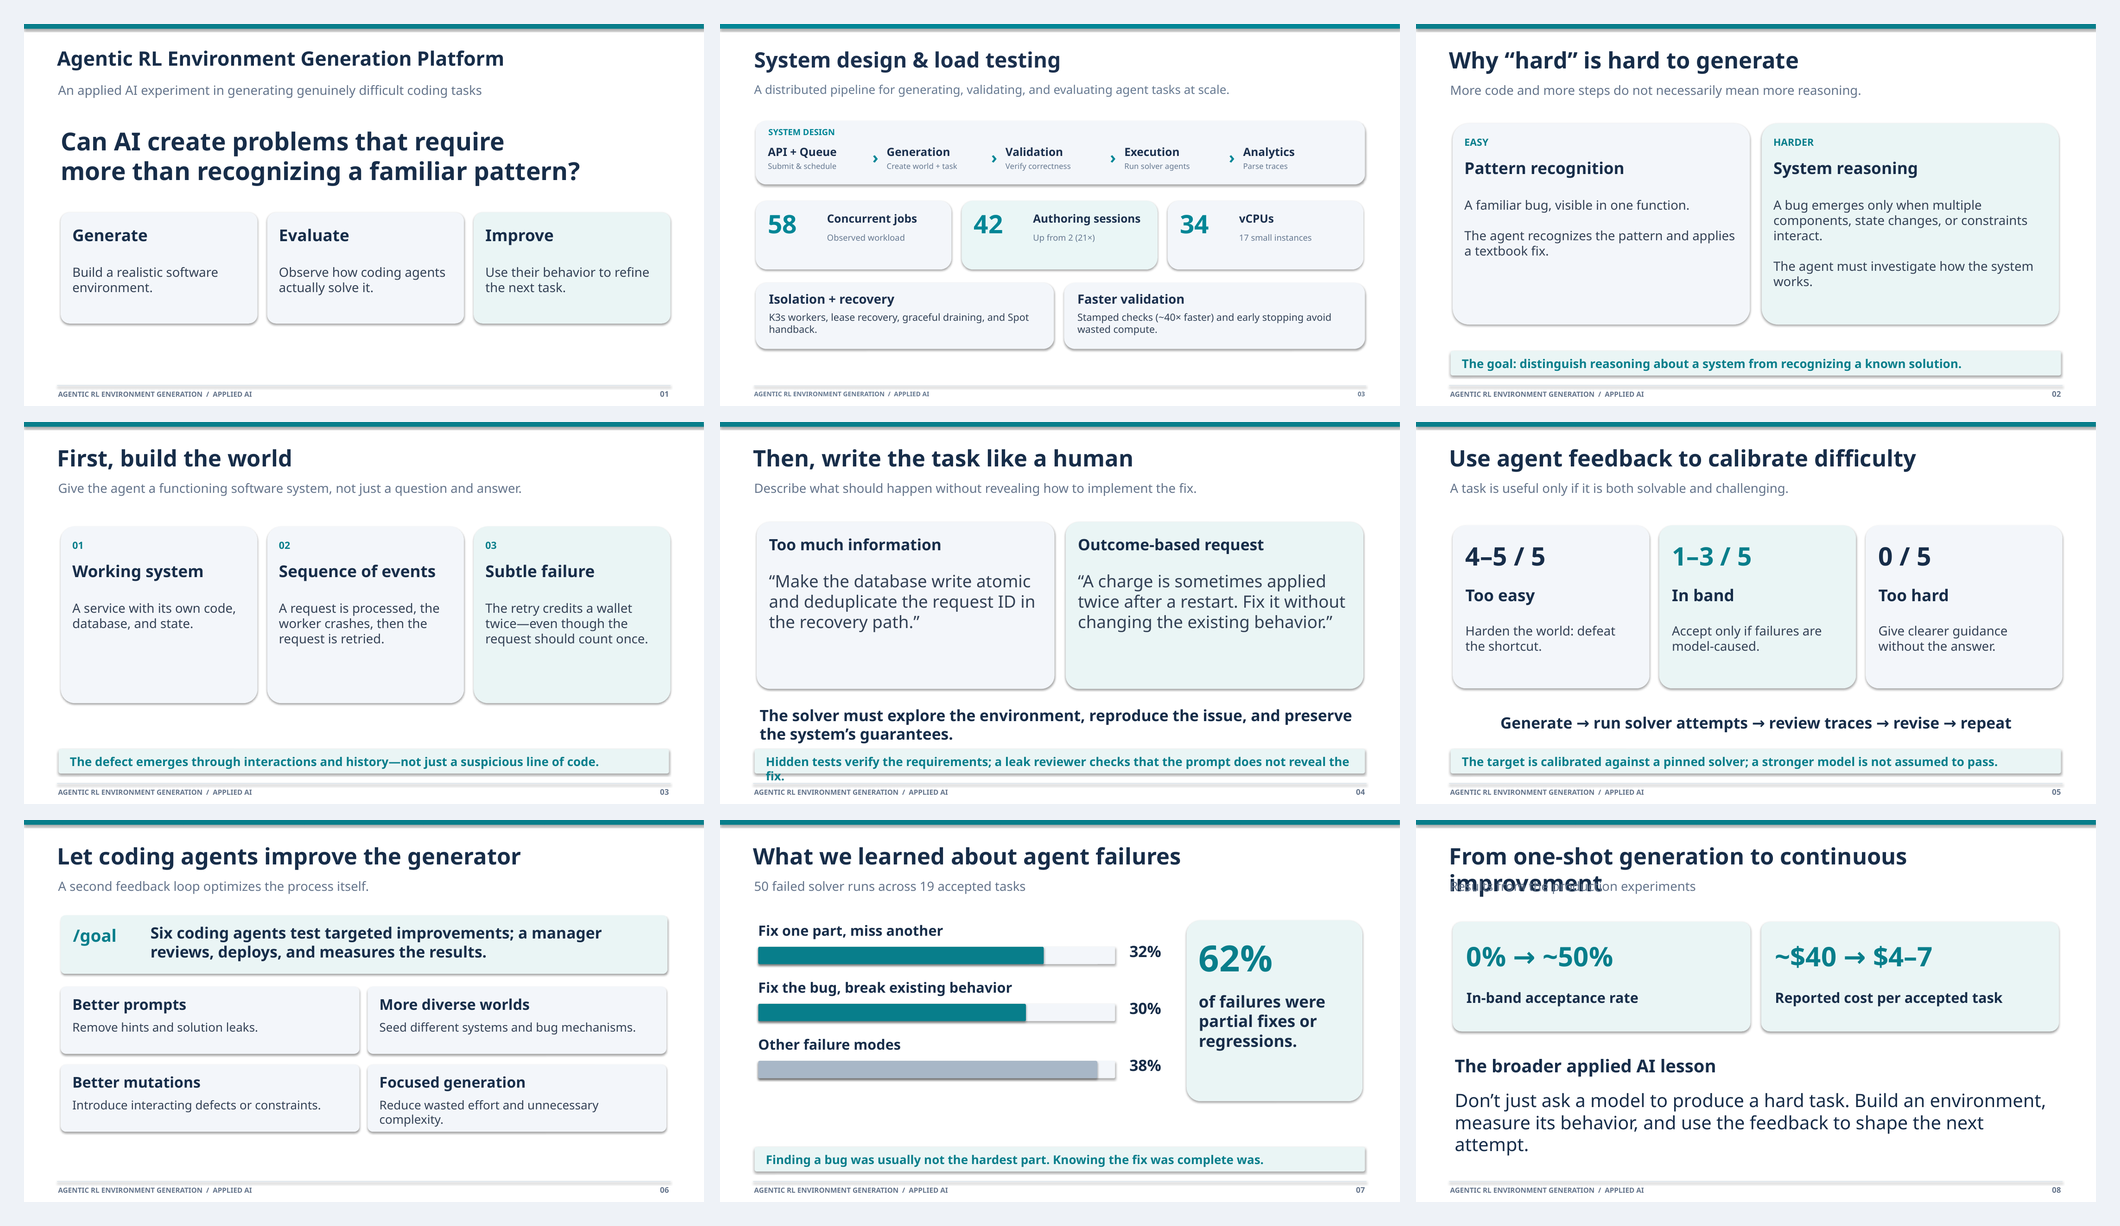 Agentic RL Environment Generation Platform
An applied AI experiment in generating genuinely difficult coding tasks
Can AI create problems that require
more than recognizing a familiar pattern?
Generate
Build a realistic software
environment.
Evaluate
Observe how coding agents
actually solve it.
Improve
Use their behavior to refine
the next task.
AGENTIC RL ENVIRONMENT GENERATION / APPLIED AI
01
System design & load testing
A distributed pipeline for generating, validating, and evaluating agent tasks at scale.
SYSTEM DESIGN
API + Queue
Submit & schedule
›
Generation
Create world + task
›
Validation
Verify correctness
›
Execution
Run solver agents
›
Analytics
Parse traces
58
Concurrent jobs
Observed workload
42
Authoring sessions
Up from 2 (21×)
34
vCPUs
17 small instances
Isolation + recovery
K3s workers, lease recovery, graceful draining, and Spot
handback.
Faster validation
Stamped checks (~40× faster) and early stopping avoid
wasted compute.
AGENTIC RL ENVIRONMENT GENERATION / APPLIED AI
03
Why “hard” is hard to generate
More code and more steps do not necessarily mean more reasoning.
EASY
Pattern recognition
A familiar bug, visible in one function.
The agent recognizes the pattern and applies
a textbook fix.
HARDER
System reasoning
A bug emerges only when multiple
components, state changes, or constraints
interact.
The agent must investigate how the system
works.
The goal: distinguish reasoning about a system from recognizing a known solution.
AGENTIC RL ENVIRONMENT GENERATION / APPLIED AI
02
First, build the world
Give the agent a functioning software system, not just a question and answer.
01
Working system
A service with its own code,
database, and state.
02
Sequence of events
A request is processed, the
worker crashes, then the
request is retried.
03
Subtle failure
The retry credits a wallet
twice—even though the
request should count once.
The defect emerges through interactions and history—not just a suspicious line of code.
AGENTIC RL ENVIRONMENT GENERATION / APPLIED AI
03
Then, write the task like a human
Describe what should happen without revealing how to implement the fix.
Too much information
“Make the database write atomic
and deduplicate the request ID in
the recovery path.”
Outcome-based request
“A charge is sometimes applied
twice after a restart. Fix it without
changing the existing behavior.”
The solver must explore the environment, reproduce the issue, and preserve
the system’s guarantees.
Hidden tests verify the requirements; a leak reviewer checks that the prompt does not reveal the
fix.
AGENTIC RL ENVIRONMENT GENERATION / APPLIED AI
04
Use agent feedback to calibrate difficulty
A task is useful only if it is both solvable and challenging.
4–5 / 5
Too easy
Harden the world: defeat
the shortcut.
1–3 / 5
In band
Accept only if failures are
model-caused.
0 / 5
Too hard
Give clearer guidance
without the answer.
Generate → run solver attempts → review traces → revise → repeat
The target is calibrated against a pinned solver; a stronger model is not assumed to pass.
AGENTIC RL ENVIRONMENT GENERATION / APPLIED AI
05
Let coding agents improve the generator
A second feedback loop optimizes the process itself.
/goal
Six coding agents test targeted improvements; a manager
reviews, deploys, and measures the results.
Better prompts
Remove hints and solution leaks.
More diverse worlds
Seed different systems and bug mechanisms.
Better mutations
Introduce interacting defects or constraints.
Focused generation
Reduce wasted effort and unnecessary
complexity.
AGENTIC RL ENVIRONMENT GENERATION / APPLIED AI
06
What we learned about agent failures
50 failed solver runs across 19 accepted tasks
Fix one part, miss another
32%
Fix the bug, break existing behavior
30%
Other failure modes
38%
62%
of failures were
partial fixes or
regressions.
Finding a bug was usually not the hardest part. Knowing the fix was complete was.
AGENTIC RL ENVIRONMENT GENERATION / APPLIED AI
07
From one-shot generation to continuous
improvement
Results from the production experiments
0% → ~50%
In-band acceptance rate
~$40 → $4–7
Reported cost per accepted task
The broader applied AI lesson
Don’t just ask a model to produce a hard task. Build an environment,
measure its behavior, and use the feedback to shape the next
attempt.
AGENTIC RL ENVIRONMENT GENERATION / APPLIED AI
08